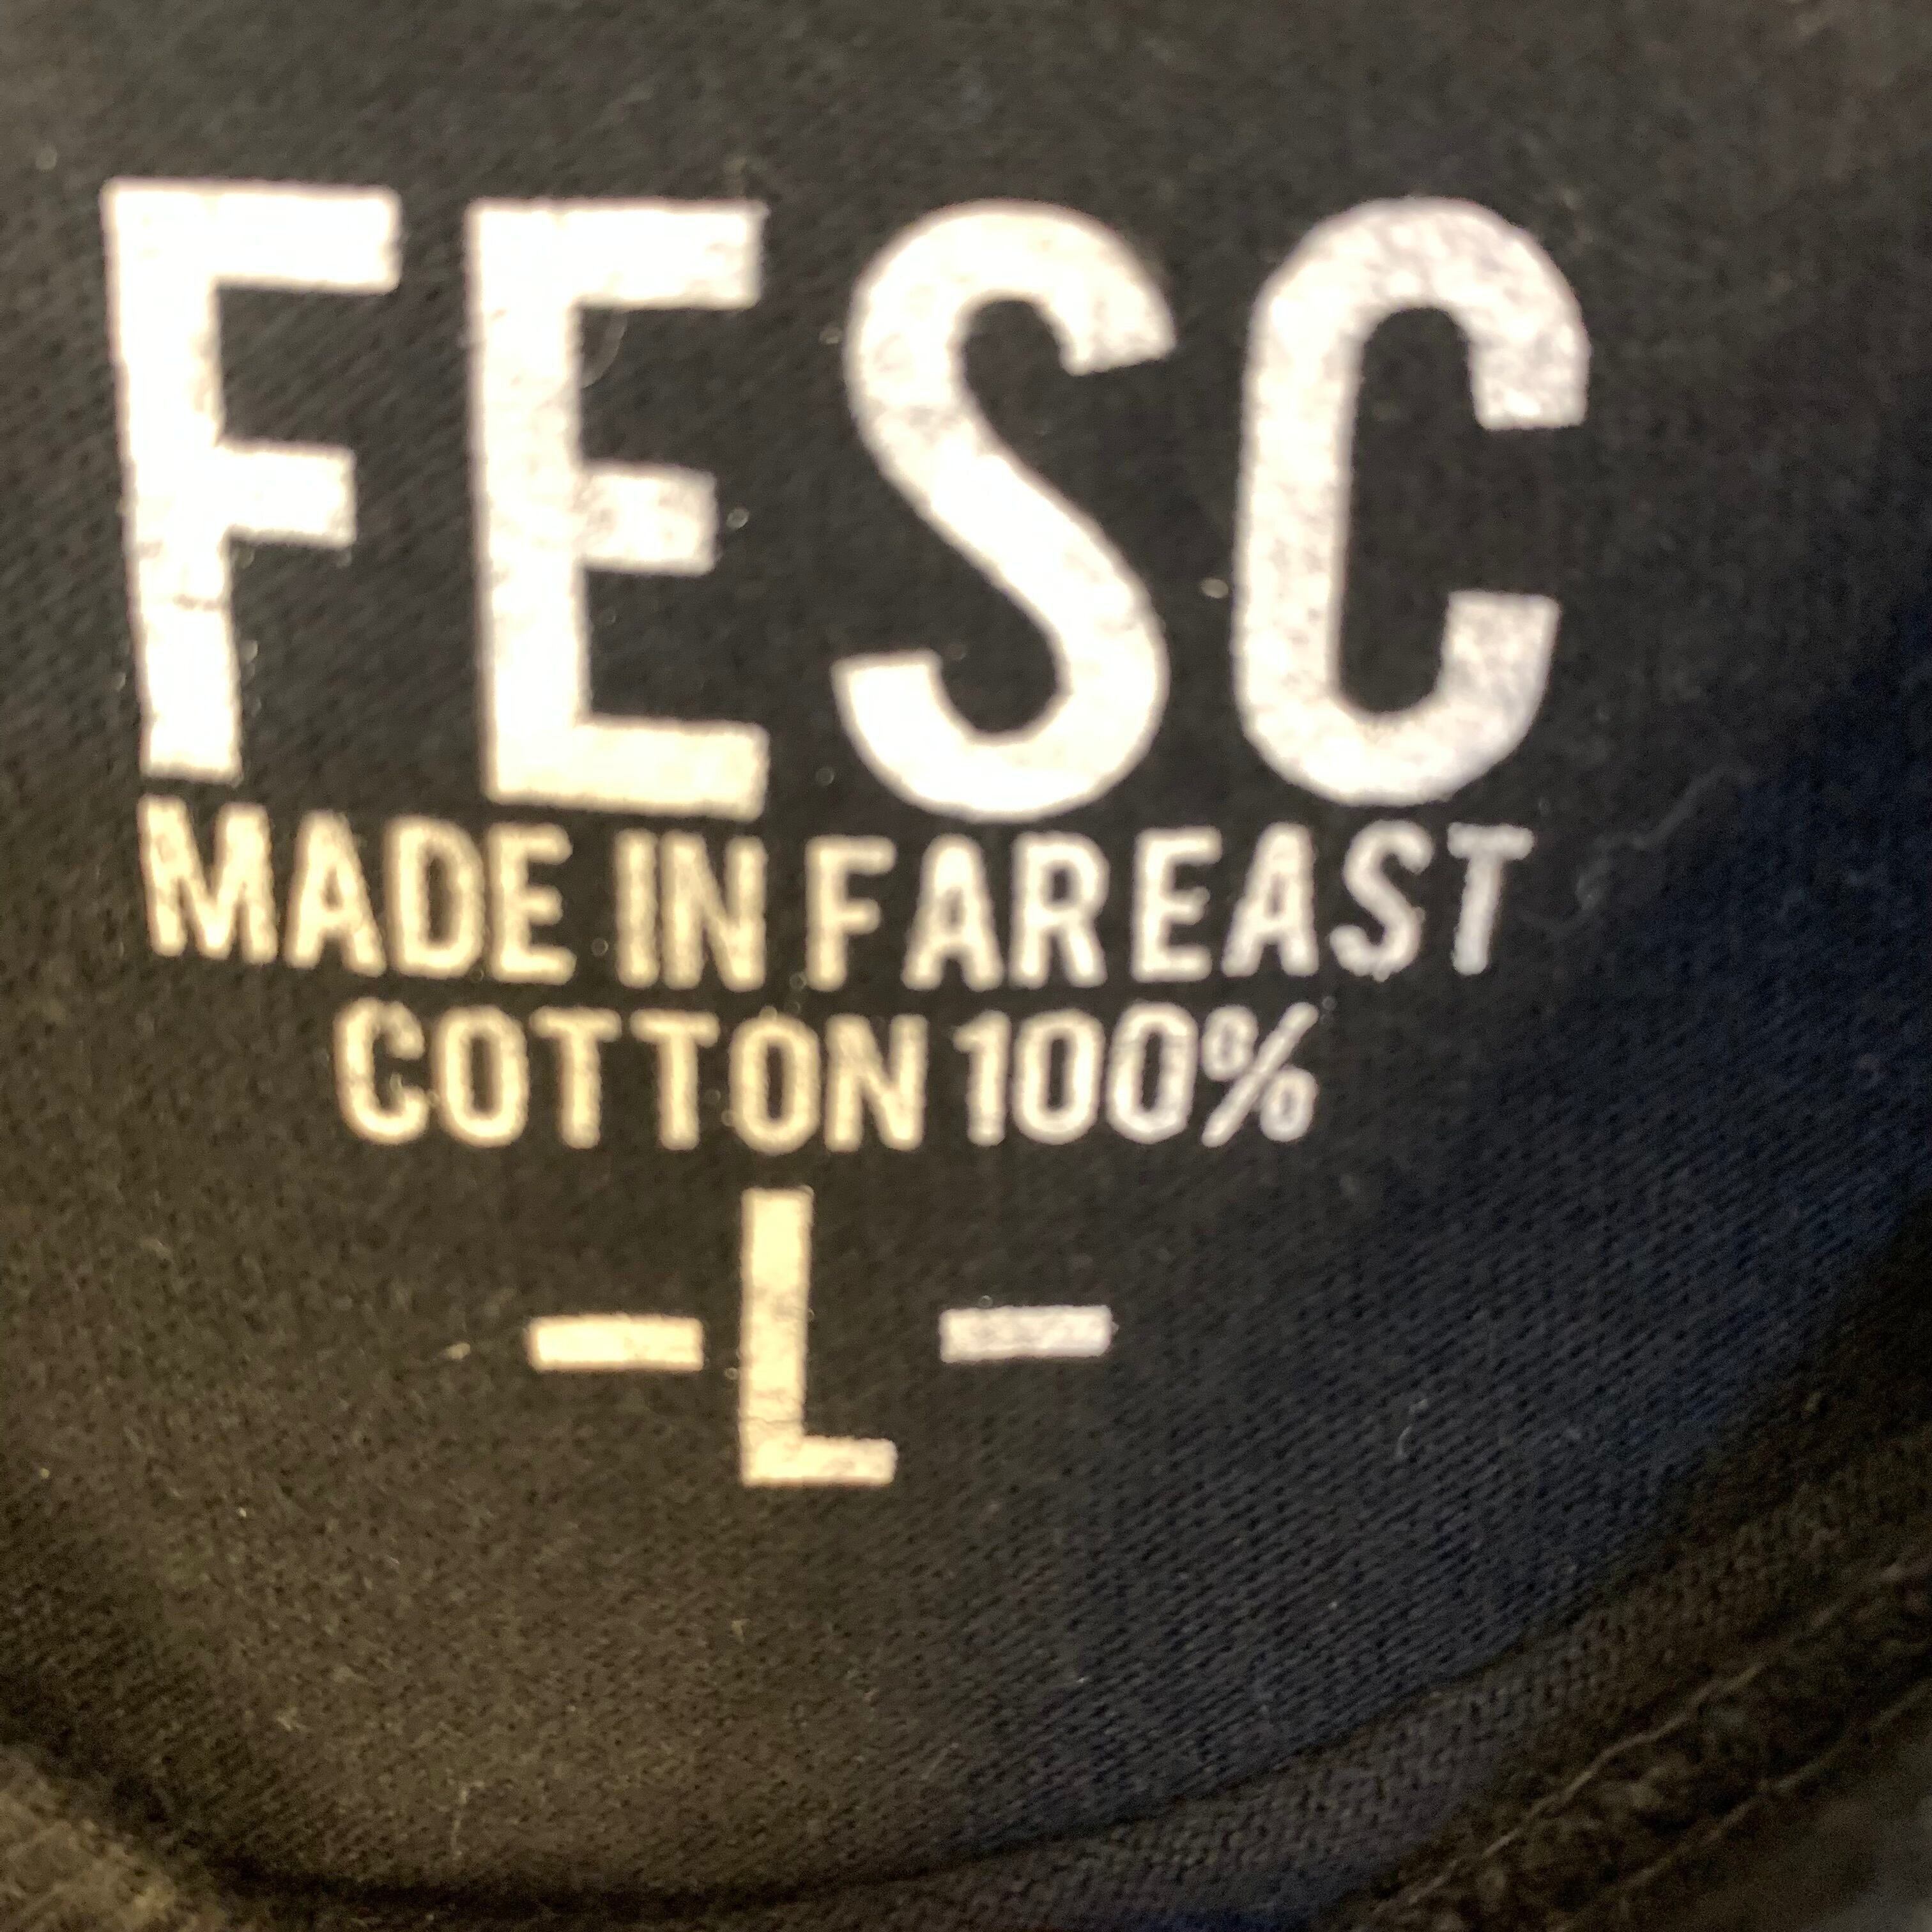 FESC
MADE IN FAREAST
COTTON 100%
-L-